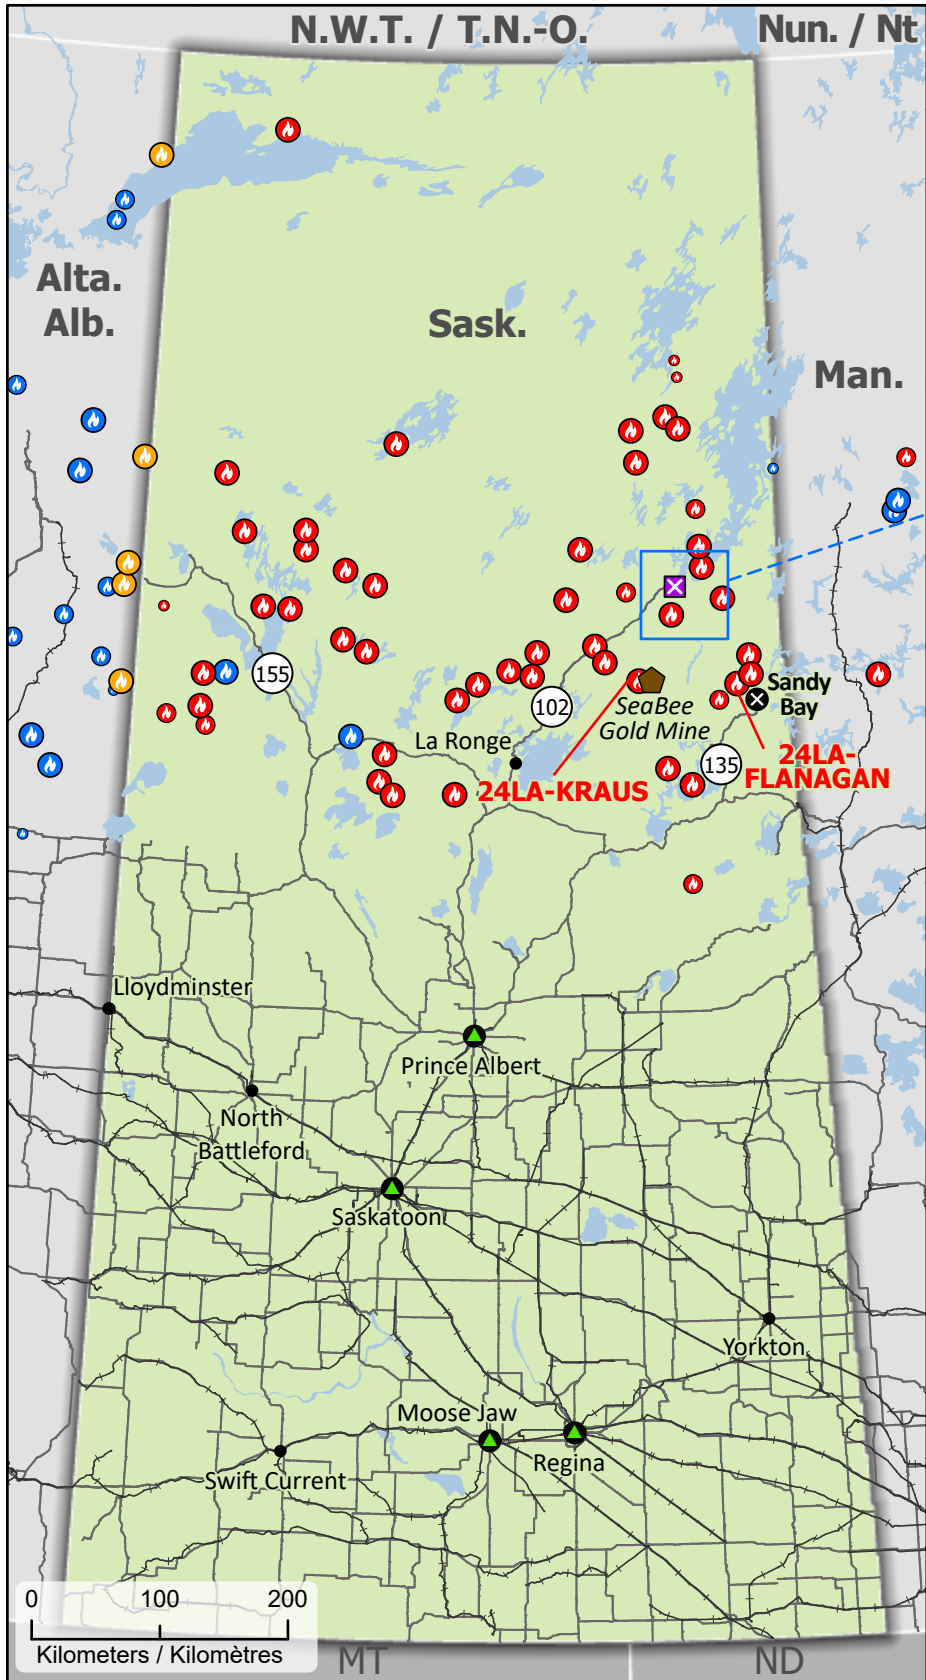 N.W.T. / T.N.-O.
Nun. / Nt
Alta.
Alb.
Sask.
Man.
155
102
SeaBee
Gold Mine
Sandy
Bay
La Ronge
135
24LA-KRAUS
24LA-
FLANAGAN
Lloydminster
Prince Albert
North
Battleford
Saskatoon
Yorkton
Moose Jaw
Regina
Swift Current
0 100 200
Kilometers / Kilomètres
MT
ND